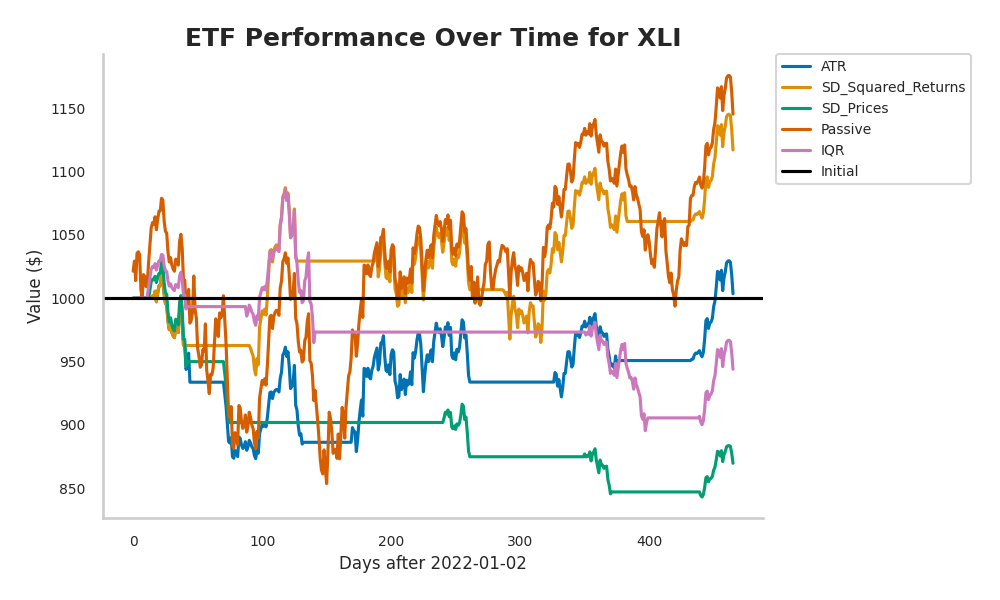 ETF Performance Over Time for XLI
ATR
SD_Squared_Returns
SD_Prices
Passive
IQR
Initial
Value ($)
1150
1100
1050
1000
950
900
850
0 100 200 300 400
Days after 2022-01-02